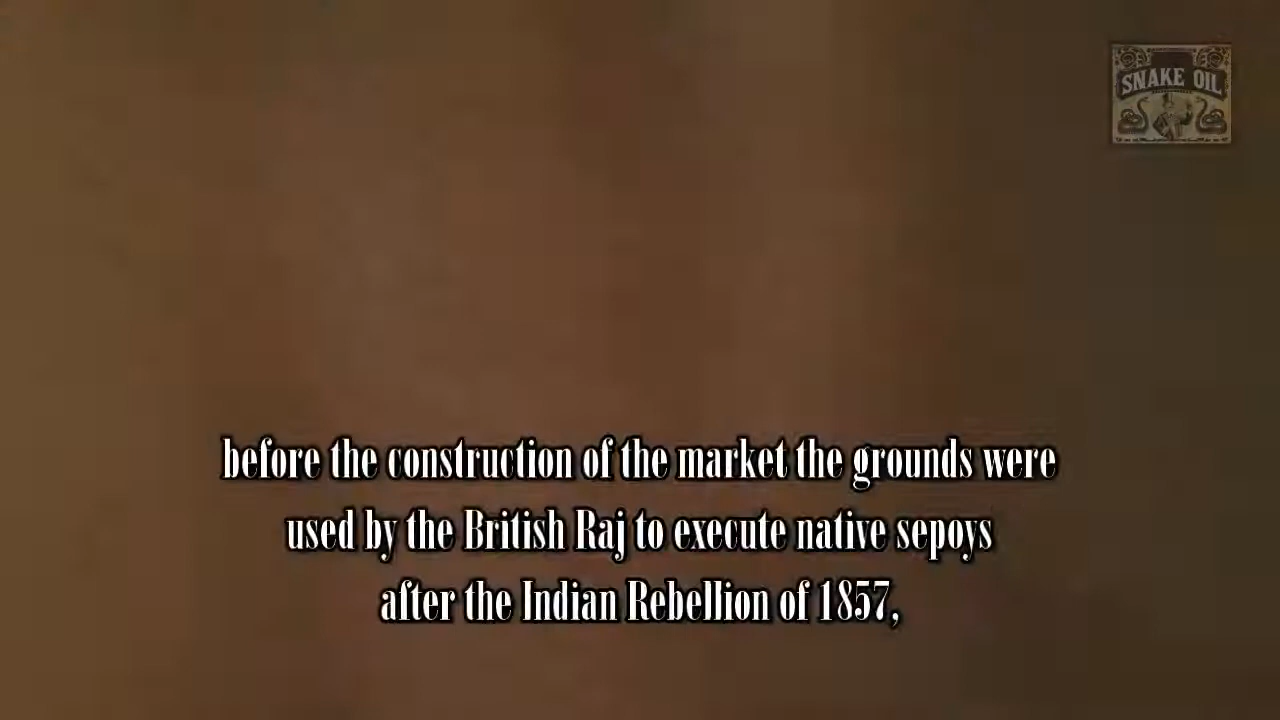 SNAKE OIL
before the construction of the market the grounds were
used by the British Raj to execute native sepoys
after the Indian Rebellion of 1857,